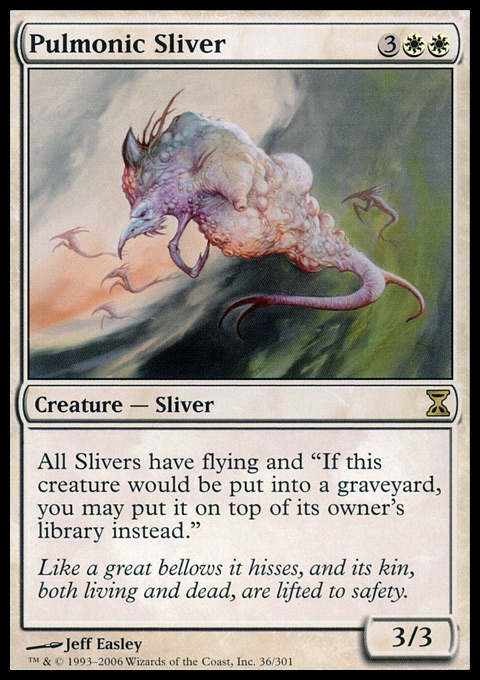 Pulmonic Sliver 3
Creature — Sliver
All Slivers have flying and “If this
creature would be put into a graveyard,
you may put it on top of its owner’s
library instead.”
Like a great bellows it hisses, and its kin,
both living and dead, are lifted to safety.
Jeff Easley
™ & © 1993–2006 Wizards of the Coast, Inc. 36/301
3/3